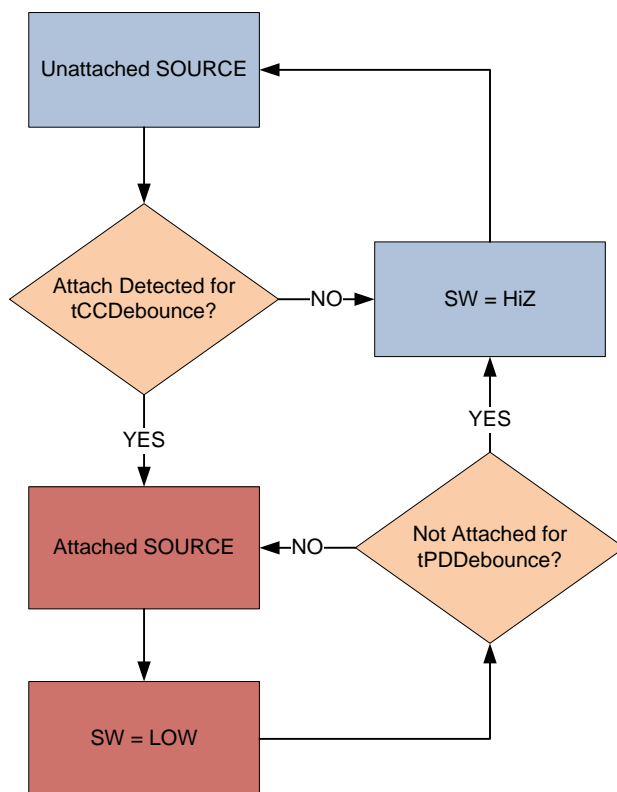 Unattached SOURCE
Attach Detected for
tCCDebounce?
NO
SW = HiZ
YES
YES
Attached SOURCE
NO
Not Attached for
tPDDebounce?
SW = LOW